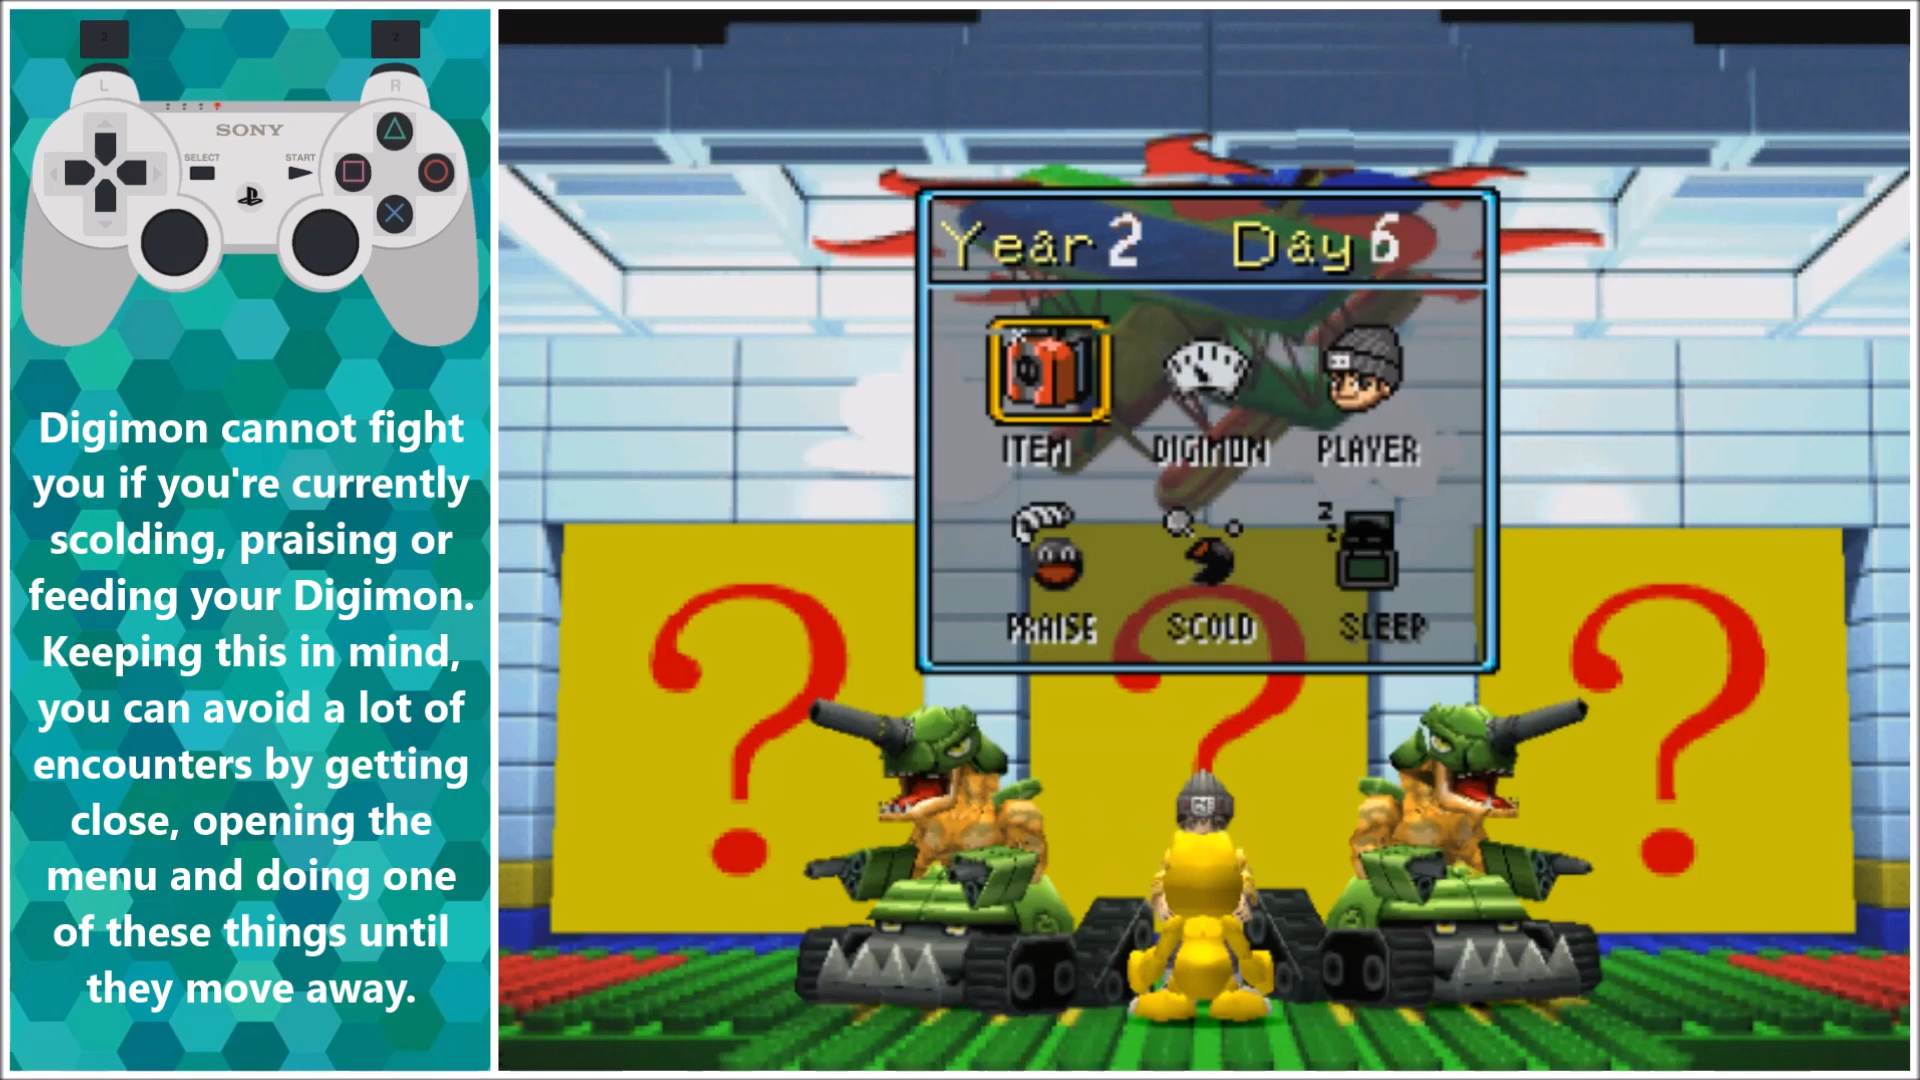 2
2
L
R
SONY
SELECT
START
Digimon cannot fight
you if you're currently
scolding, praising or
feeding your Digimon.
Keeping this in mind,
you can avoid a lot of
encounters by getting
close, opening the
menu and doing one
of these things until
they move away.
Year 2 Day 6
ITEM DIGIMON PLAYER
z
z
PRAISE SCOLD SLEEP
? ? ?